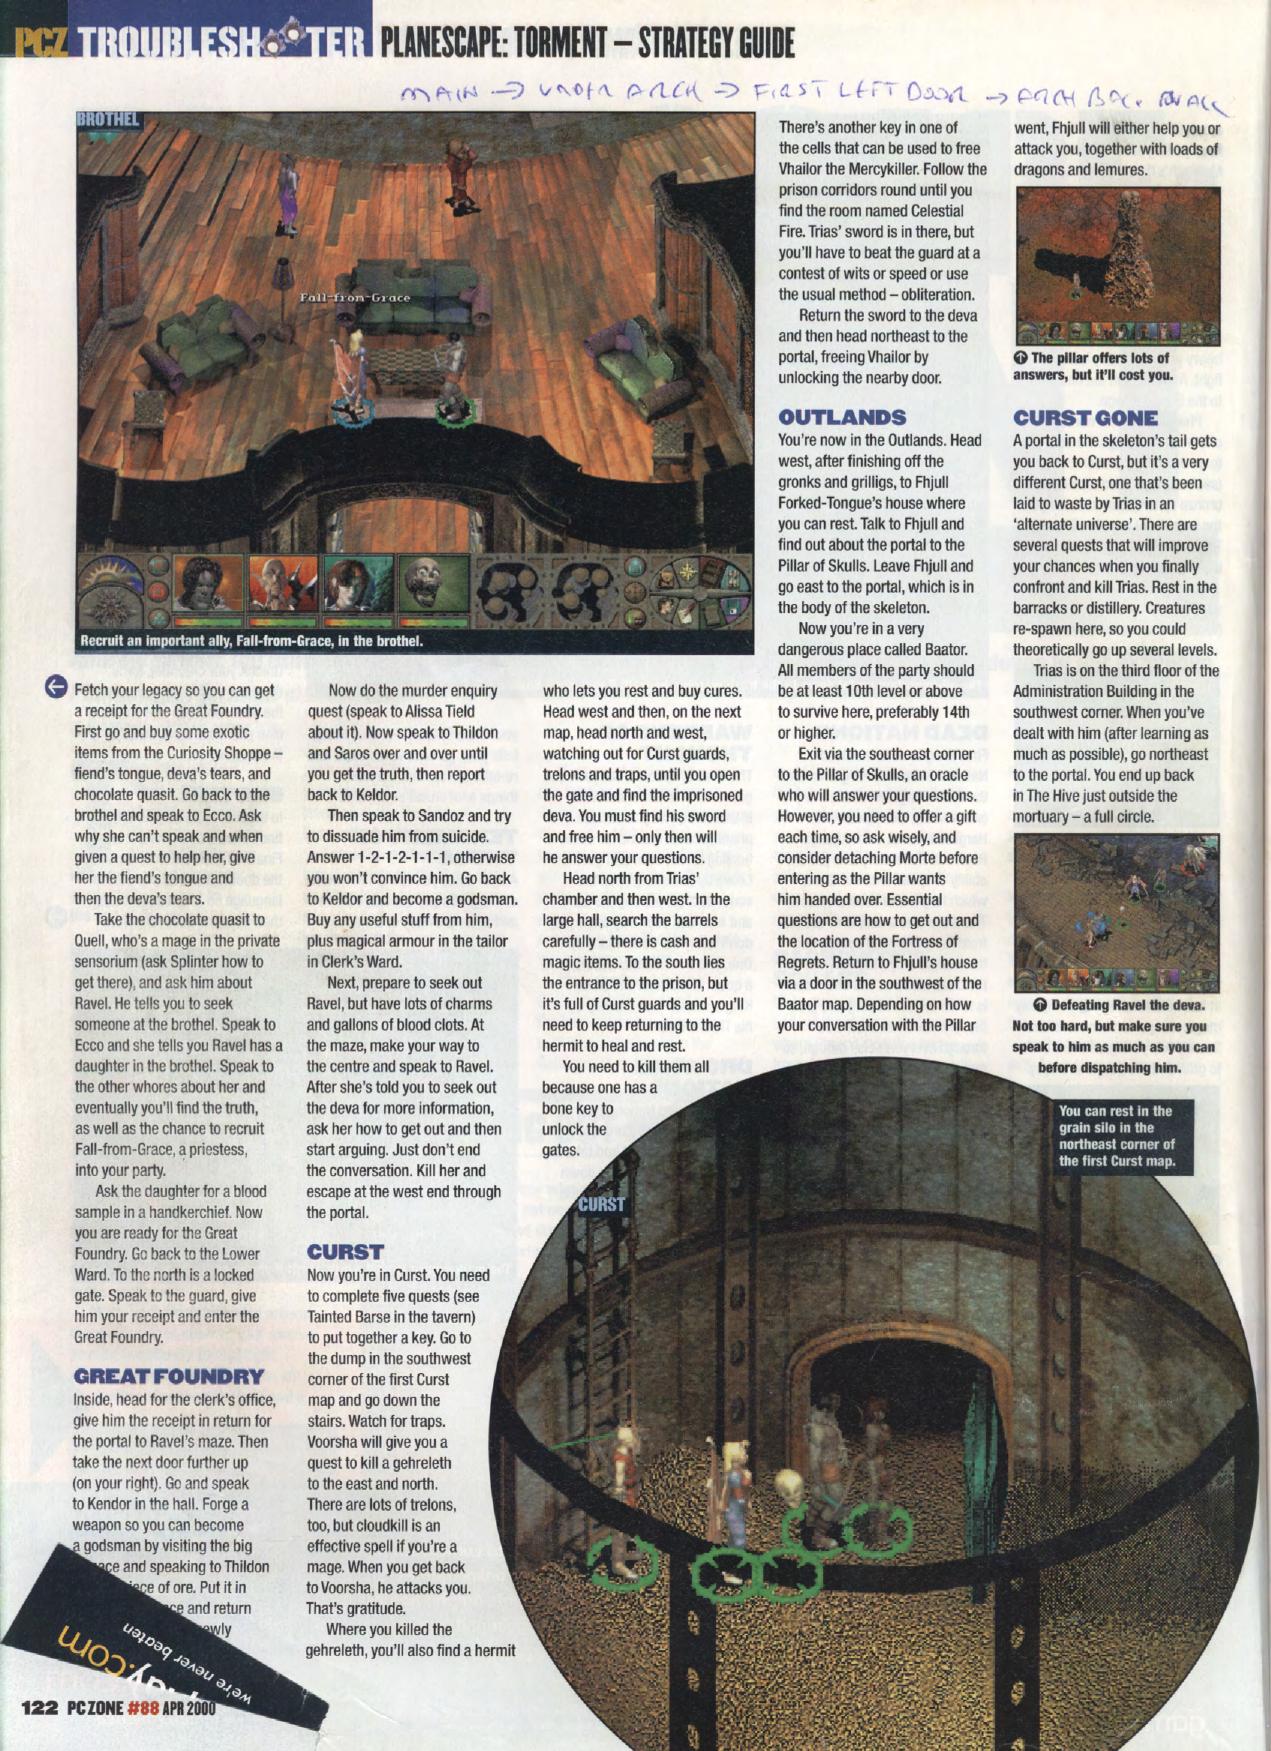 PCZ TROUBLESHOOTER PLANESCAPE: TORMENT – STRATEGY GUIDE
MAIN → UNDER ARCH → FIRST LEFT DOOR → ARCH
BROTHEL
Fall-from-Grace
Recruit an important ally, Fall-from-Grace, in the brothel.
Fetch your legacy so you can get
a receipt for the Great Foundry.
First go and buy some exotic
items from the Curiosity Shoppe –
fiend's tongue, deva's tears, and
chocolate quasit. Go back to the
brothel and speak to Ecco. Ask
why she can't speak and when
given a quest to help her, give
her the fiend's tongue and
then the deva's tears.
Take the chocolate quasit to
Quell, who's a mage in the private
sensorium (ask Splinter how to
get there), and ask him about
Ravel. He tells you to seek
someone at the brothel. Speak to
Ecco and she tells you Ravel has a
daughter in the brothel. Speak to
the other whores about her and
eventually you'll find the truth,
as well as the chance to recruit
Fall-from-Grace, a priestess,
into your party.
Ask the daughter for a blood
sample in a handkerchief. Now
you are ready for the Great
Foundry. Go back to the Lower
Ward. To the north is a locked
gate. Speak to the guard, give
him your receipt and enter the
Great Foundry.
GREAT FOUNDRY
Inside, head for the clerk's office,
give him the receipt in return for
the portal to Ravel's maze. Then
take the next door further up
(on your right). Go and speak
to Kendor in the hall. Forge a
weapon so you can become
a godsman by visiting the big
and speaking to Thildon
of ore. Put it in
and return
Now do the murder enquiry
quest (speak to Alissa Tield
about it). Now speak to Thildon
and Saros over and over until
you get the truth, then report
back to Keldor.
Then speak to Sandoz and try
to dissuade him from suicide.
Answer 1-2-1-2-1-1-1, otherwise
you won't convince him. Go back
to Keldor and become a godsman.
Buy any useful stuff from him,
plus magical armour in the tailor
in Clerk's Ward.
Next, prepare to seek out
Ravel, but have lots of charms
and gallons of blood clots. At
the maze, make your way to
the centre and speak to Ravel.
After she's told you to seek out
the deva for more information,
ask her how to get out and then
start arguing. Just don't end
the conversation. Kill her and
escape at the west end through
the portal.
CURST
Now you're in Curst. You need
to complete five quests (see
Tainted Barse in the tavern)
to put together a key. Go to
the dump in the southwest
corner of the first Curst
map and go down the
stairs. Watch for traps.
Voorsha will give you a
quest to kill a gehreleth
to the east and north.
There are lots of trelons,
too, but cloudkill is an
effective spell if you're a
mage. When you get back
to Voorsha, he attacks you.
That's gratitude.
Where you killed the
gehreleth, you'll also find a hermit
who lets you rest and buy cures.
Head west and then, on the next
map, head north and west,
watching out for Curst guards,
trelons and traps, until you open
the gate and find the imprisoned
deva. You must find his sword
and free him – only then will
he answer your questions.
Head north from Trias'
chamber and then west. In the
large hall, search the barrels
carefully – there is cash and
magic items. To the south lies
the entrance to the prison, but
it's full of Curst guards and you'll
need to keep returning to the
hermit to heal and rest.
You need to kill them all
because one has a
bone key to
unlock the
gates.
There's another key in one of
the cells that can be used to free
Vhailor the Mercykiller. Follow the
prison corridors round until you
find the room named Celestial
Fire. Trias' sword is in there, but
you'll have to beat the guard at a
contest of wits or speed or use
the usual method – obliteration.
Return the sword to the deva
and then head northeast to the
portal, freeing Vhailor by
unlocking the nearby door.
OUTLANDS
You're now in the Outlands. Head
west, after finishing off the
gronks and grilligs, to Fhjull
Forked-Tongue's house where
you can rest. Talk to Fhjull and
find out about the portal to the
Pillar of Skulls. Leave Fhjull and
go east to the portal, which is in
the body of the skeleton.
Now you're in a very
dangerous place called Baator.
All members of the party should
be at least 10th level or above
to survive here, preferably 14th
or higher.
Exit via the southeast corner
to the Pillar of Skulls, an oracle
who will answer your questions.
However, you need to offer a gift
each time, so ask wisely, and
consider detaching Morte before
entering as the Pillar wants
him handed over. Essential
questions are how to get out and
the location of the Fortress of
Regrets. Return to Fhjull's house
via a door in the southwest of the
Baator map. Depending on how
your conversation with the Pillar
went, Fhjull will either help you or
attack you, together with loads of
dragons and lemures.
The pillar offers lots of
answers, but it'll cost you.
CURST GONE
A portal in the skeleton's tail gets
you back to Curst, but it's a very
different Curst, one that's been
laid to waste by Trias in an
'alternate universe'. There are
several quests that will improve
your chances when you finally
confront and kill Trias. Rest in the
barracks or distillery. Creatures
re-spawn here, so you could
theoretically go up several levels.
Trias is on the third floor of the
Administration Building in the
southwest corner. When you've
dealt with him (after learning as
much as possible), go northeast
to the portal. You end up back
in The Hive just outside the
mortuary – a full circle.
Defeating Ravel the deva.
Not too hard, but make sure you
speak to him as much as you can
before dispatching him.
You can rest in the
grain silo in the
northeast corner of
the first Curst map.
CURST
.com
we're never beaten
122 PC ZONE #88 APR 2000